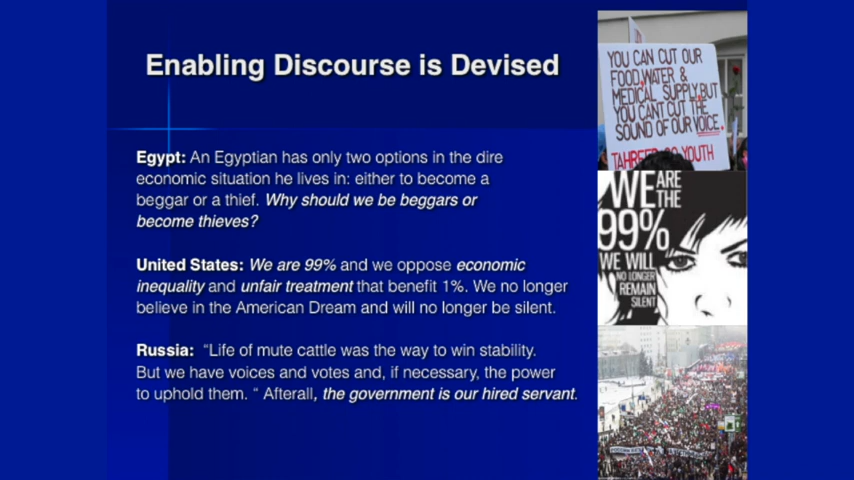 Enabling Discourse is Devised
Egypt: An Egyptian has only two options in the dire
economic situation he lives in: either to become a
beggar or a thief. Why should we be beggars or
become thieves?
United States: We are 99% and we oppose economic
inequality and unfair treatment that benefit 1%. We no longer
believe in the American Dream and will no longer be silent.
Russia: “Life of mute cattle was the way to win stability.
But we have voices and votes and, if necessary, the power
to uphold them. “ Afterall, the government is our hired servant.
YOU CAN CUT OUR
FOOD,WATER &
MEDICAL SUPPLY,BUT
YOU CANT CUT THE
SOUND OF OUR VOICE.
YOUTH
WE ARE
THE
99%
WE WILL
NO LONGER
REMAIN
SILENT